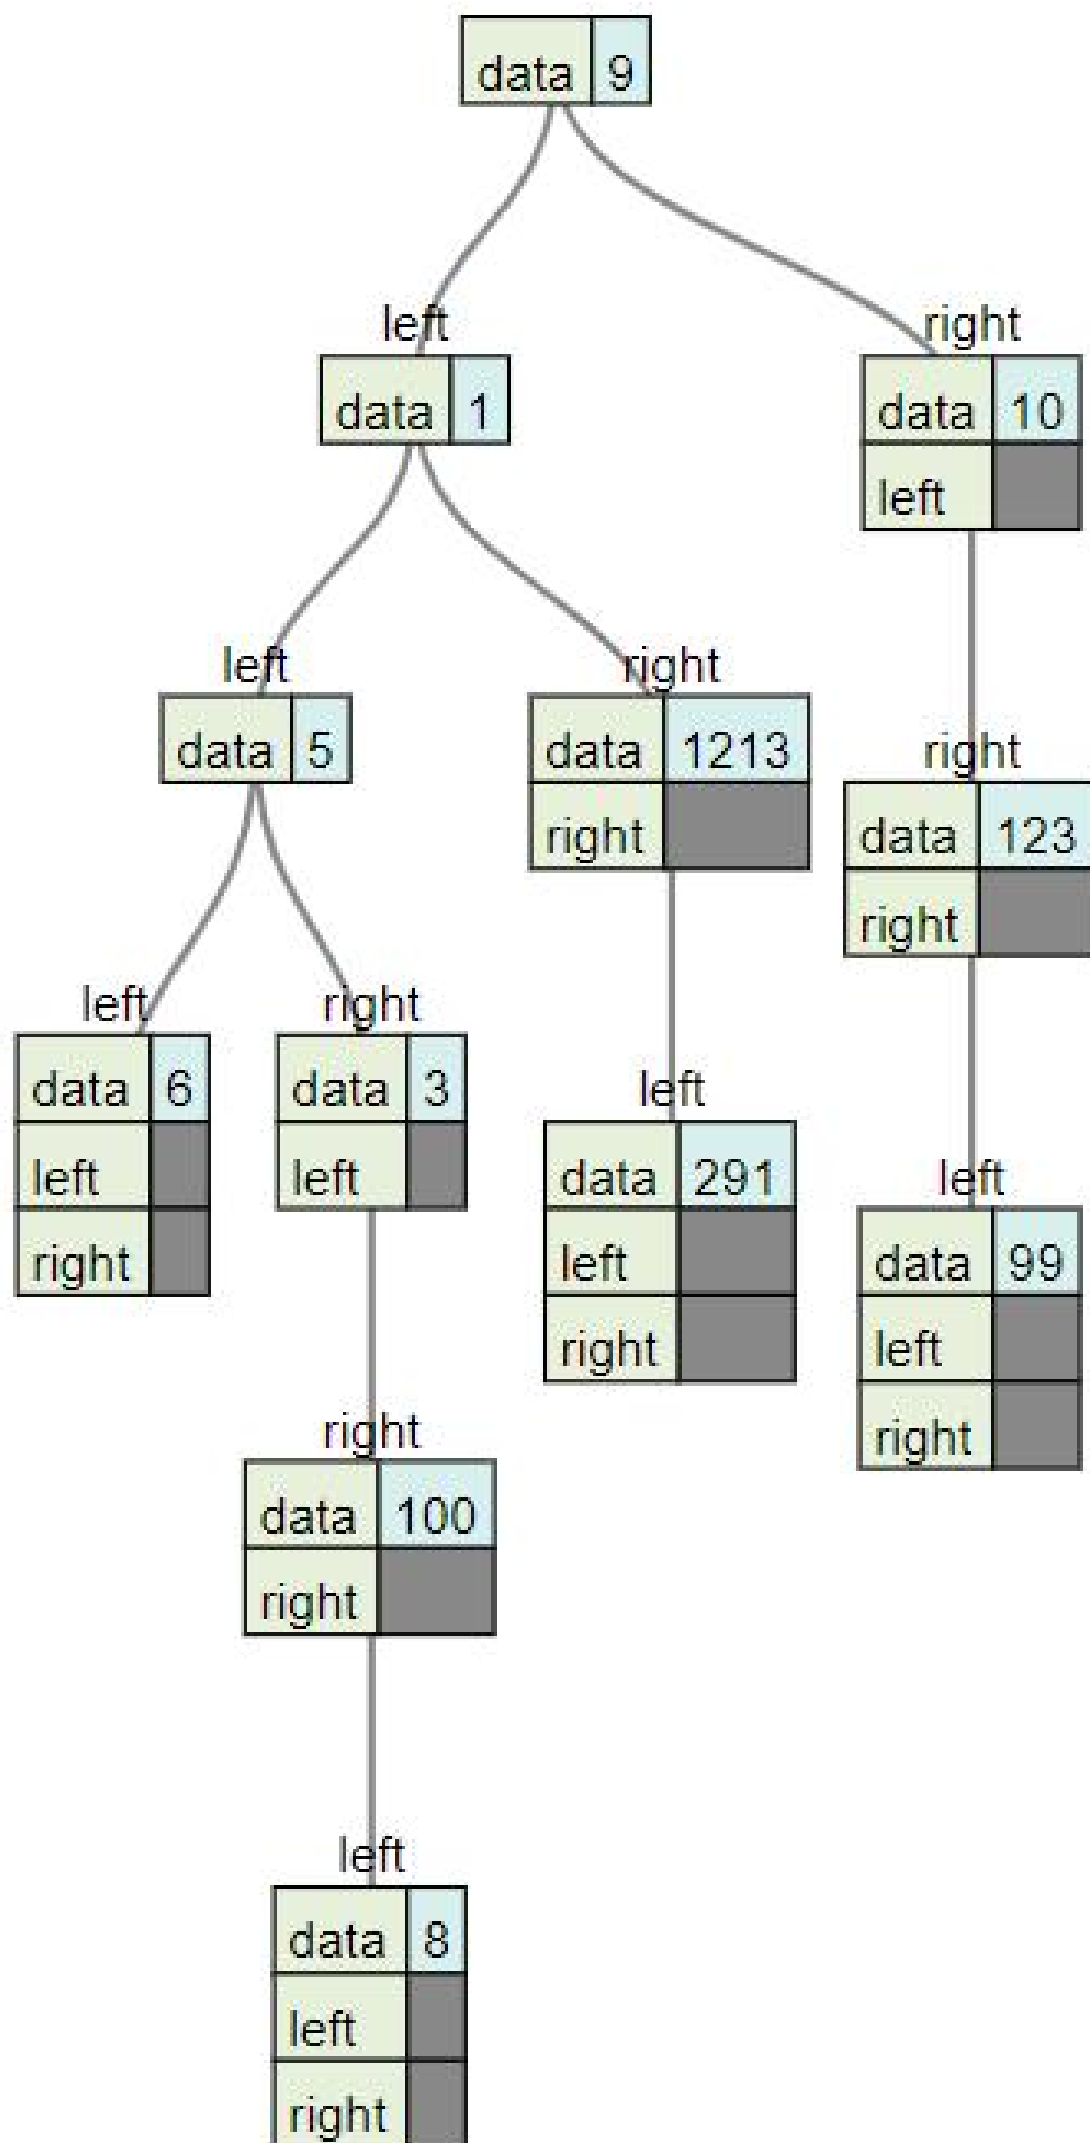 data 9
left
right
data 1
data 10
left
left
right
data 5
data 1213
right
right
data 123
right
left
right
data 6
left
right
data 3
left
left
data 291
left
right
left
data 99
left
right
right
data 100
right
left
data 8
left
right